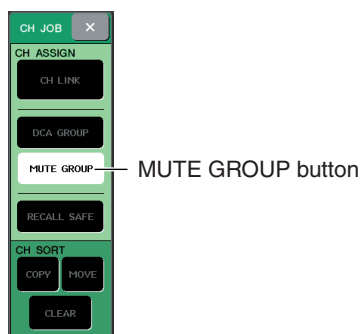 CH JOB ×
CH ASSIGN
CH LINK
DCA GROUP
MUTE GROUP
MUTE GROUP button
RECALL SAFE
CH SORT
COPY MOVE
CLEAR